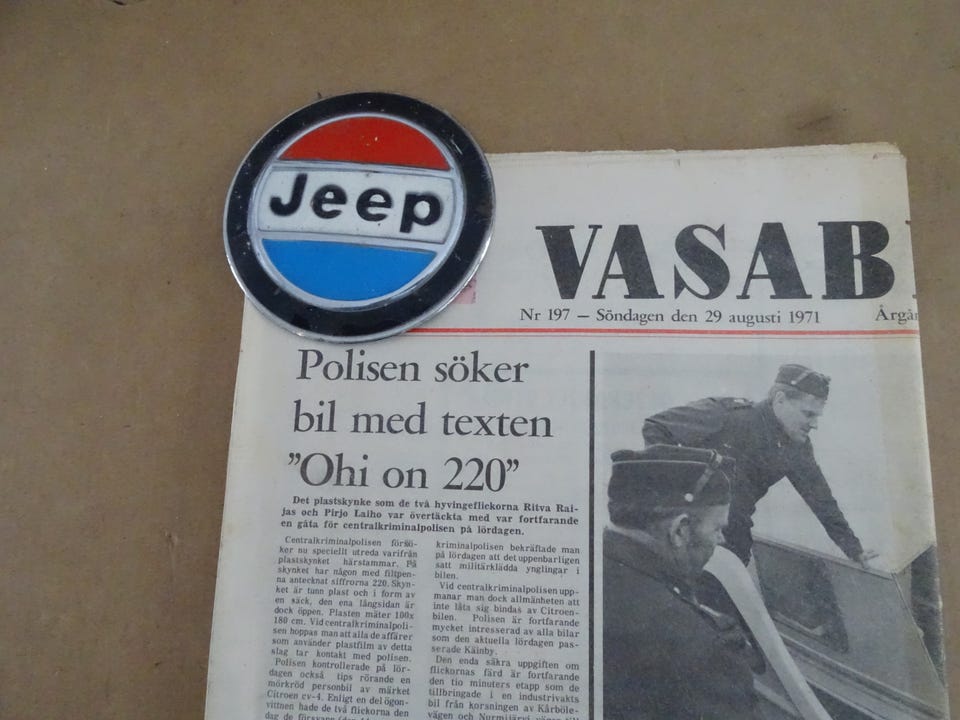 Jeep
VASAB
Nr 197 — Söndagen den 29 augusti 1971
Årgån
Polisen söker
bil med texten
”Ohi on 220”
Det plastskynke som de två hyvingeflickorna Ritva Rai-
jas och Pirjo Laiho var övertäckta med var fortfarande
en gåta för centralkriminalpolisen på lördagen.
Centralkriminalpolisen försö-
ker nu speciellt utreda varifrån
plastskynket härstammar. På
skynket har någon med filtpen-
na antecknat siffrorna 220. Skyn-
ket är tunn plast och i form av
en säck, den ena långsidan är
dock öppen. Plasten mäter 100x
180 cm. Vid centralkriminalpoli-
sen hoppas man att alla de affärer
som använder plastfilm av detta
slag tar kontakt med polisen.
Polisen kontrollerade på lör-
dagen också tips rörande en
mörkröd personbil av märket
Citroen cv-4. Enligt en del ögon-
vittnen hade de två flickorna den
kriminalpolisen bekräftade man
på lördagen att det uppenbarligen
satt militärklädda ynglingar i
bilen.
Vid centralkriminalpolisen upp-
manar man dock allmänheten att
inte låta sig bindas av Citroen-
bilen. Polisen är fortfarande
mycket intresserad av alla bilar
som den aktuella lördagen pas-
serade Käinby.
Den enda säkra uppgiften om
flickornas färd är fortfarande
den tio minuters etapp som de
tillbringade i en industrivakts
bil från korsningen av Kårböle-
vägen och Nurmijärvi vägen till